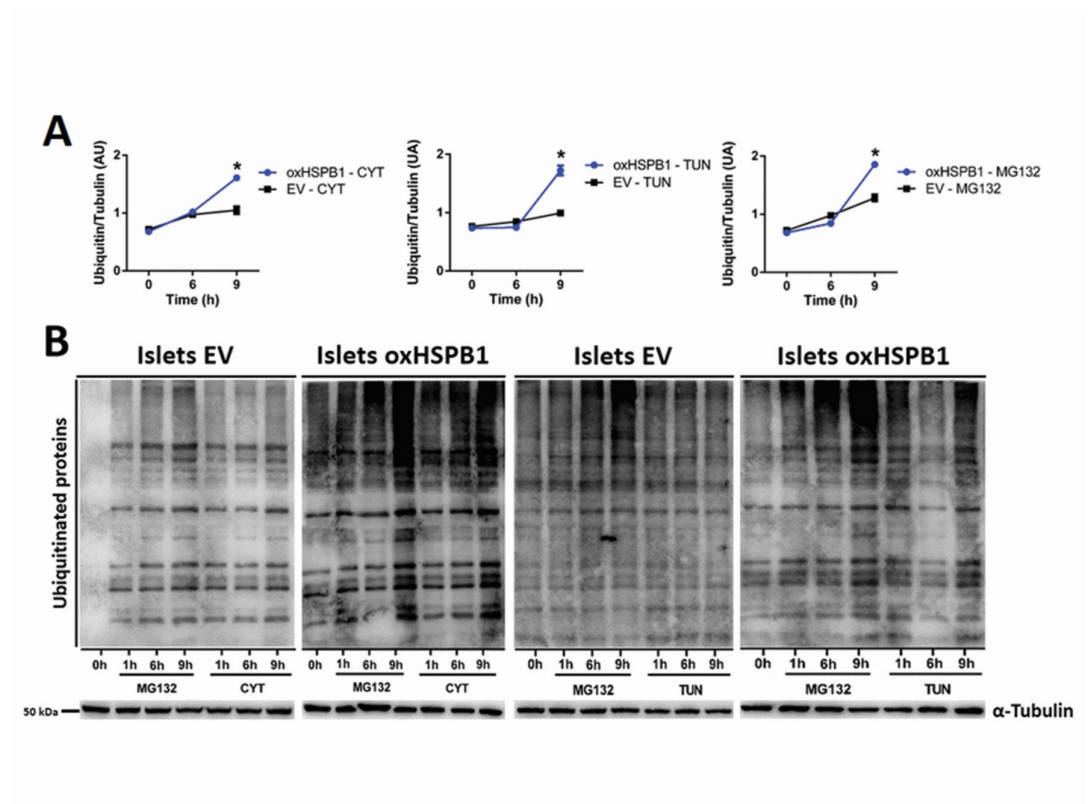 A
Ubiquitin/Tubulin (AU)
2
1
0
*
0 6 9
Time (h)
oxHSPB1 - CYT
EV - CYT
Ubiquitin/Tubulin (UA)
2
1
0
*
0 6 9
Time (h)
oxHSPB1 - TUN
EV - TUN
Ubiquitin/Tubulin (UA)
2
1
0
*
0 6 9
Time (h)
oxHSPB1 - MG132
EV - MG132
B
Islets EV
Islets oxHSPB1
Islets EV
Islets oxHSPB1
Ubiquitinated proteins
0h 1h 6h 9h 1h 6h 9h
MG132 CYT
0h 1h 6h 9h 1h 6h 9h
MG132 CYT
0h 1h 6h 9h 1h 6h 9h
MG132 TUN
0h 1h 6h 9h 1h 6h 9h
MG132 TUN
50 kDa
α-Tubulin